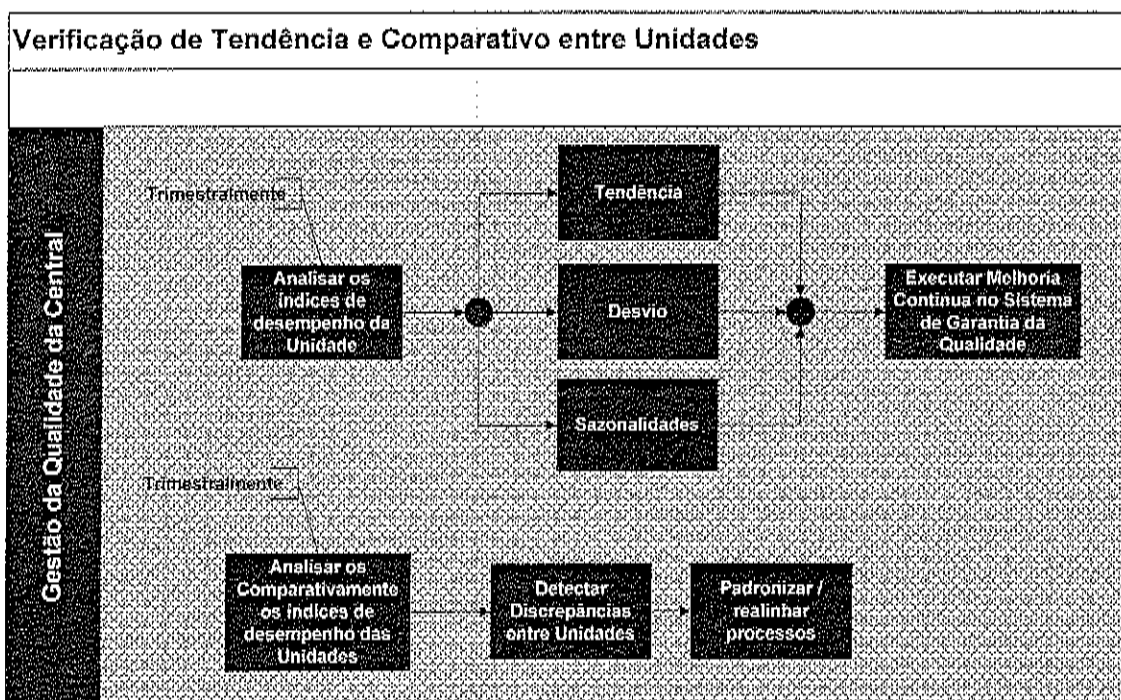 Verificação de Tendência e Comparativo entre Unidades
Gestão da Qualidade da Central
Trimestralmente
Analisar os
índices de
desempenho da
Unidade
Tendência
Desvio
Sazonalidades
Executar Melhoria
Contínua no Sistema
de Garantia da
Qualidade
Trimestralmente
Analisar os
Comparativamente
os índices de
desempenho das
Unidades
Detectar
Discrepâncias
entre Unidades
Padronizar /
realinhar
processos